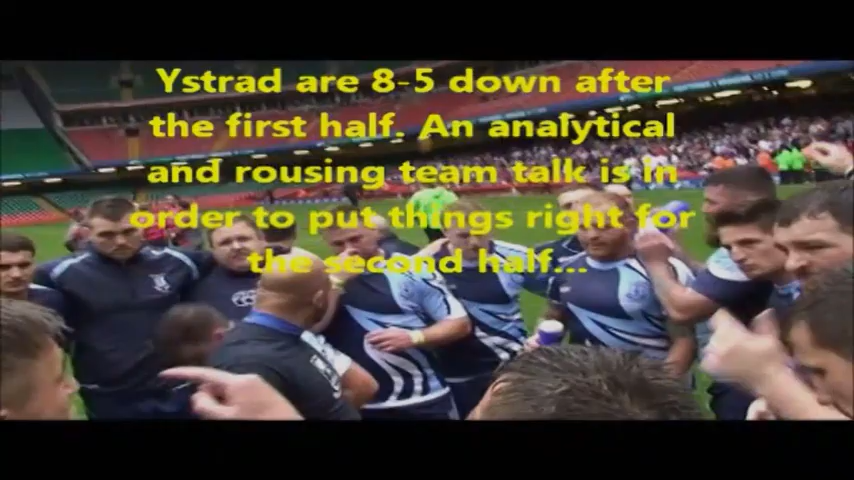 Ystrad are 8-5 down after
the first half. An analytical
and rousing team talk is in
order to put things right for
the second half...